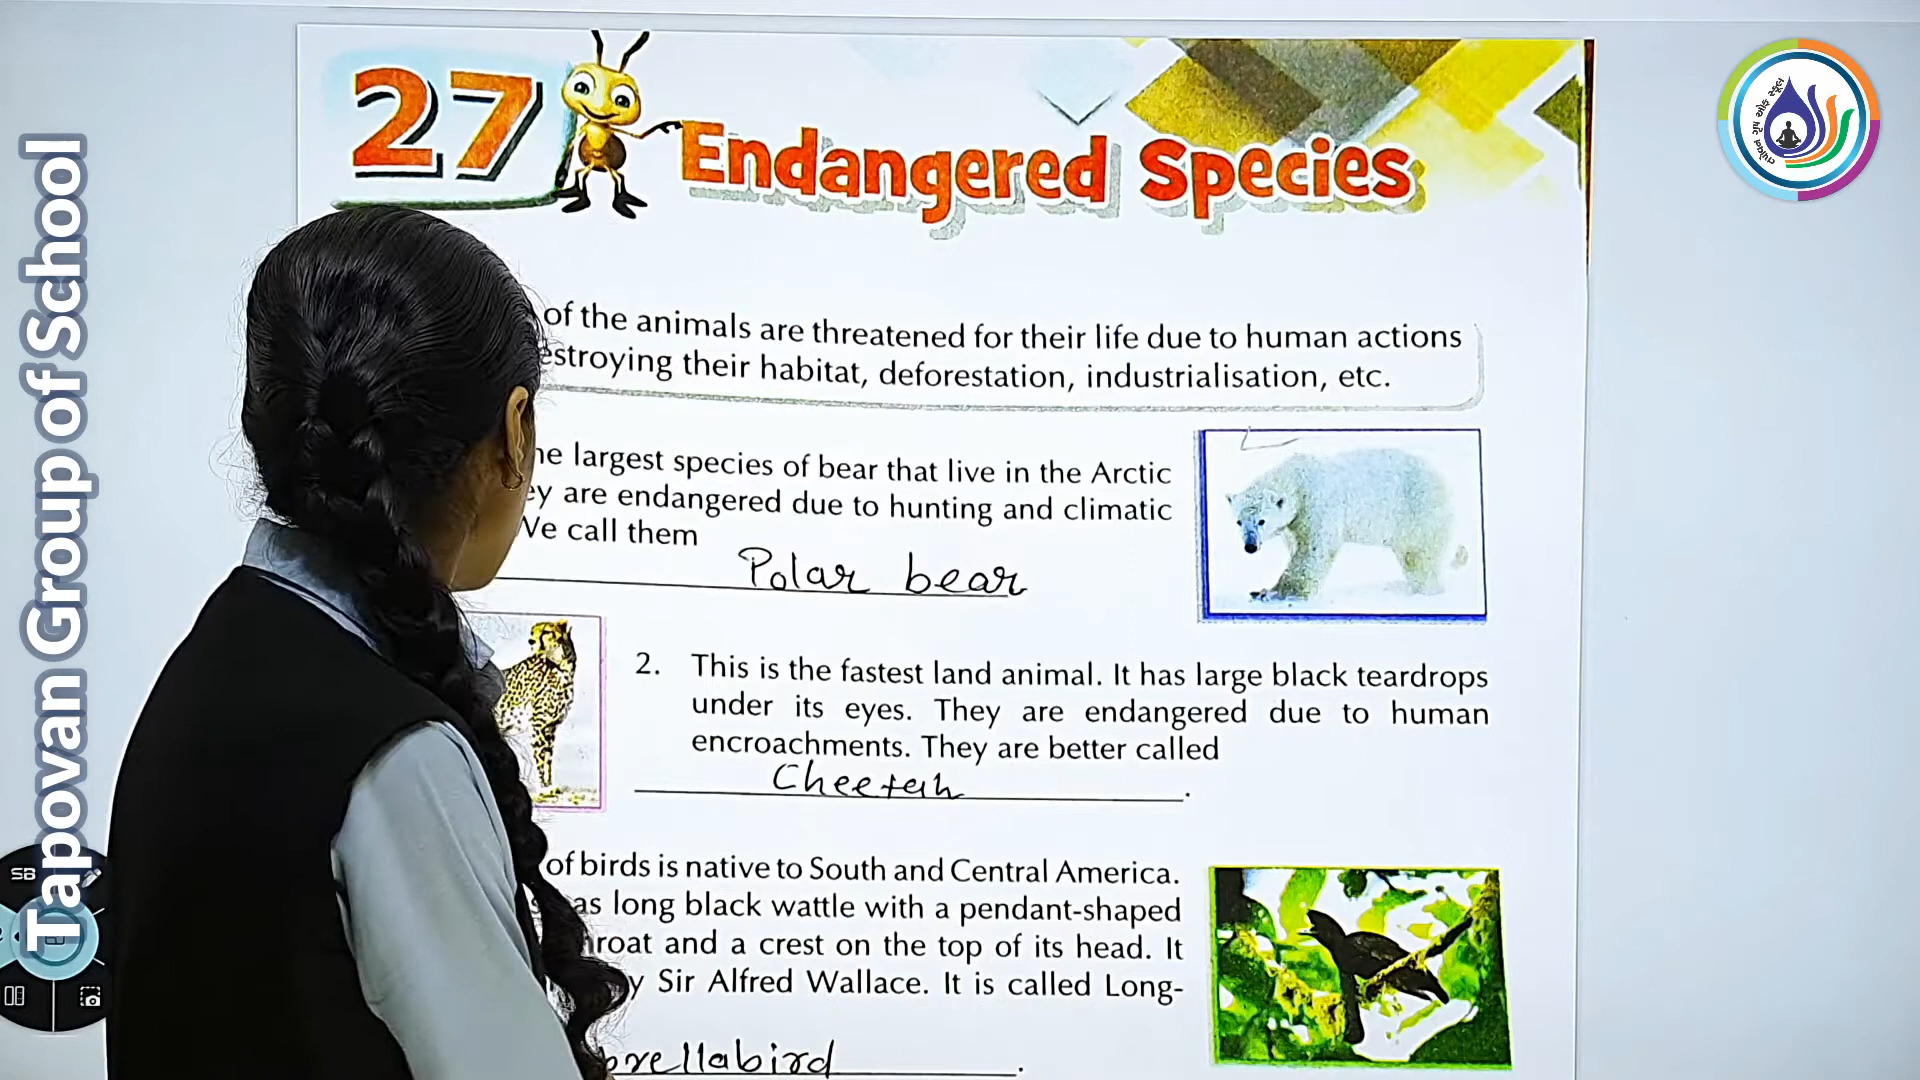 27
Endangered Species
of the animals are threatened for their life due to human actions
estroying their habitat, deforestation, industrialisation, etc.
he largest species of bear that live in the Arctic
ey are endangered due to hunting and climatic
We call them
Polar bear
2. This is the fastest land animal. It has large black teardrops
under its eyes. They are endangered due to human
encroachments. They are better called
Cheetah
.
of birds is native to South and Central America.
as long black wattle with a pendant-shaped
hroat and a crest on the top of its head. It
y Sir Alfred Wallace. It is called Long-
brellabird
.
Tapovan Group of School
SB